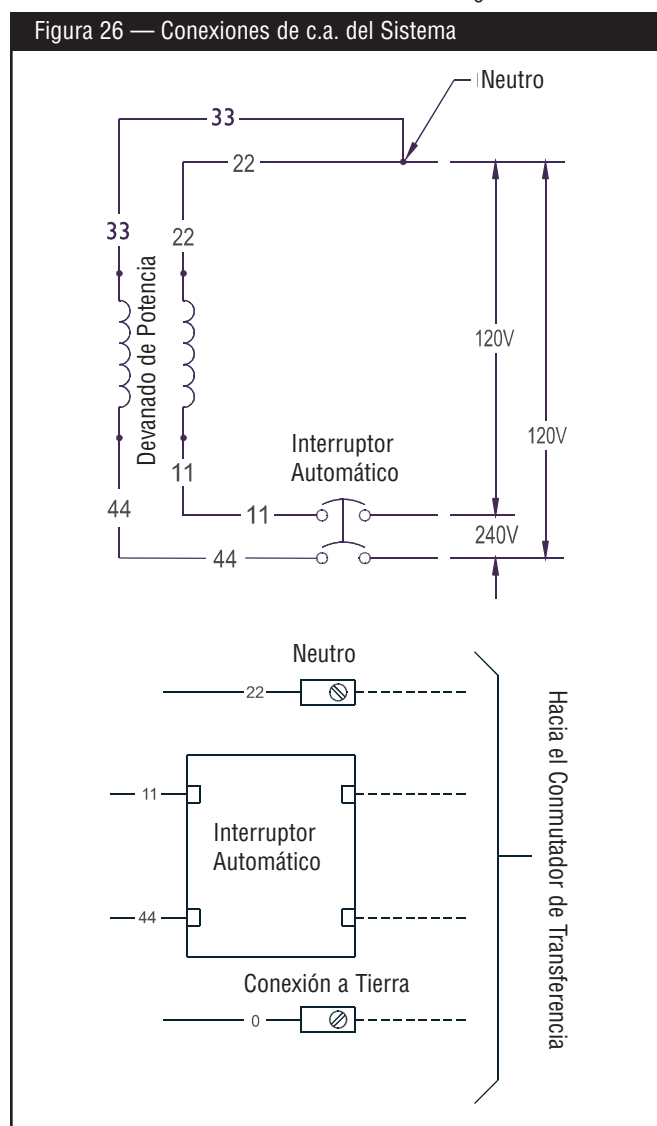 Figura 26 — Conexiones de c.a. del Sistema
Neutro
33
22
33
22
Devanado de Potencia
120V
120V
Interruptor
Automático
11
44
11
240V
44
Neutro
22
11
Interruptor
Automático
44
Conexión a Tierra
0
Hacia el Conmutador de Transferencia